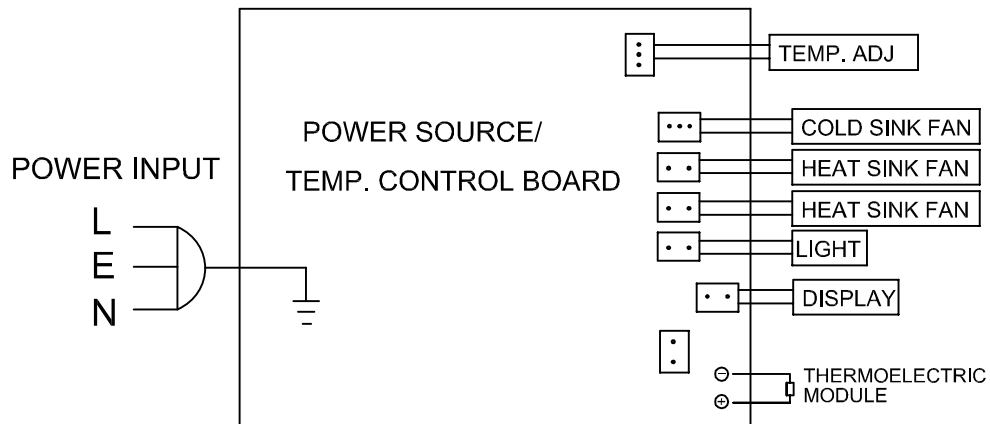 TEMP. ADJ
POWER SOURCE/
TEMP. CONTROL BOARD
COLD SINK FAN
HEAT SINK FAN
HEAT SINK FAN
LIGHT
DISPLAY
THERMOELECTRIC
MODULE
POWER INPUT
L
E
N